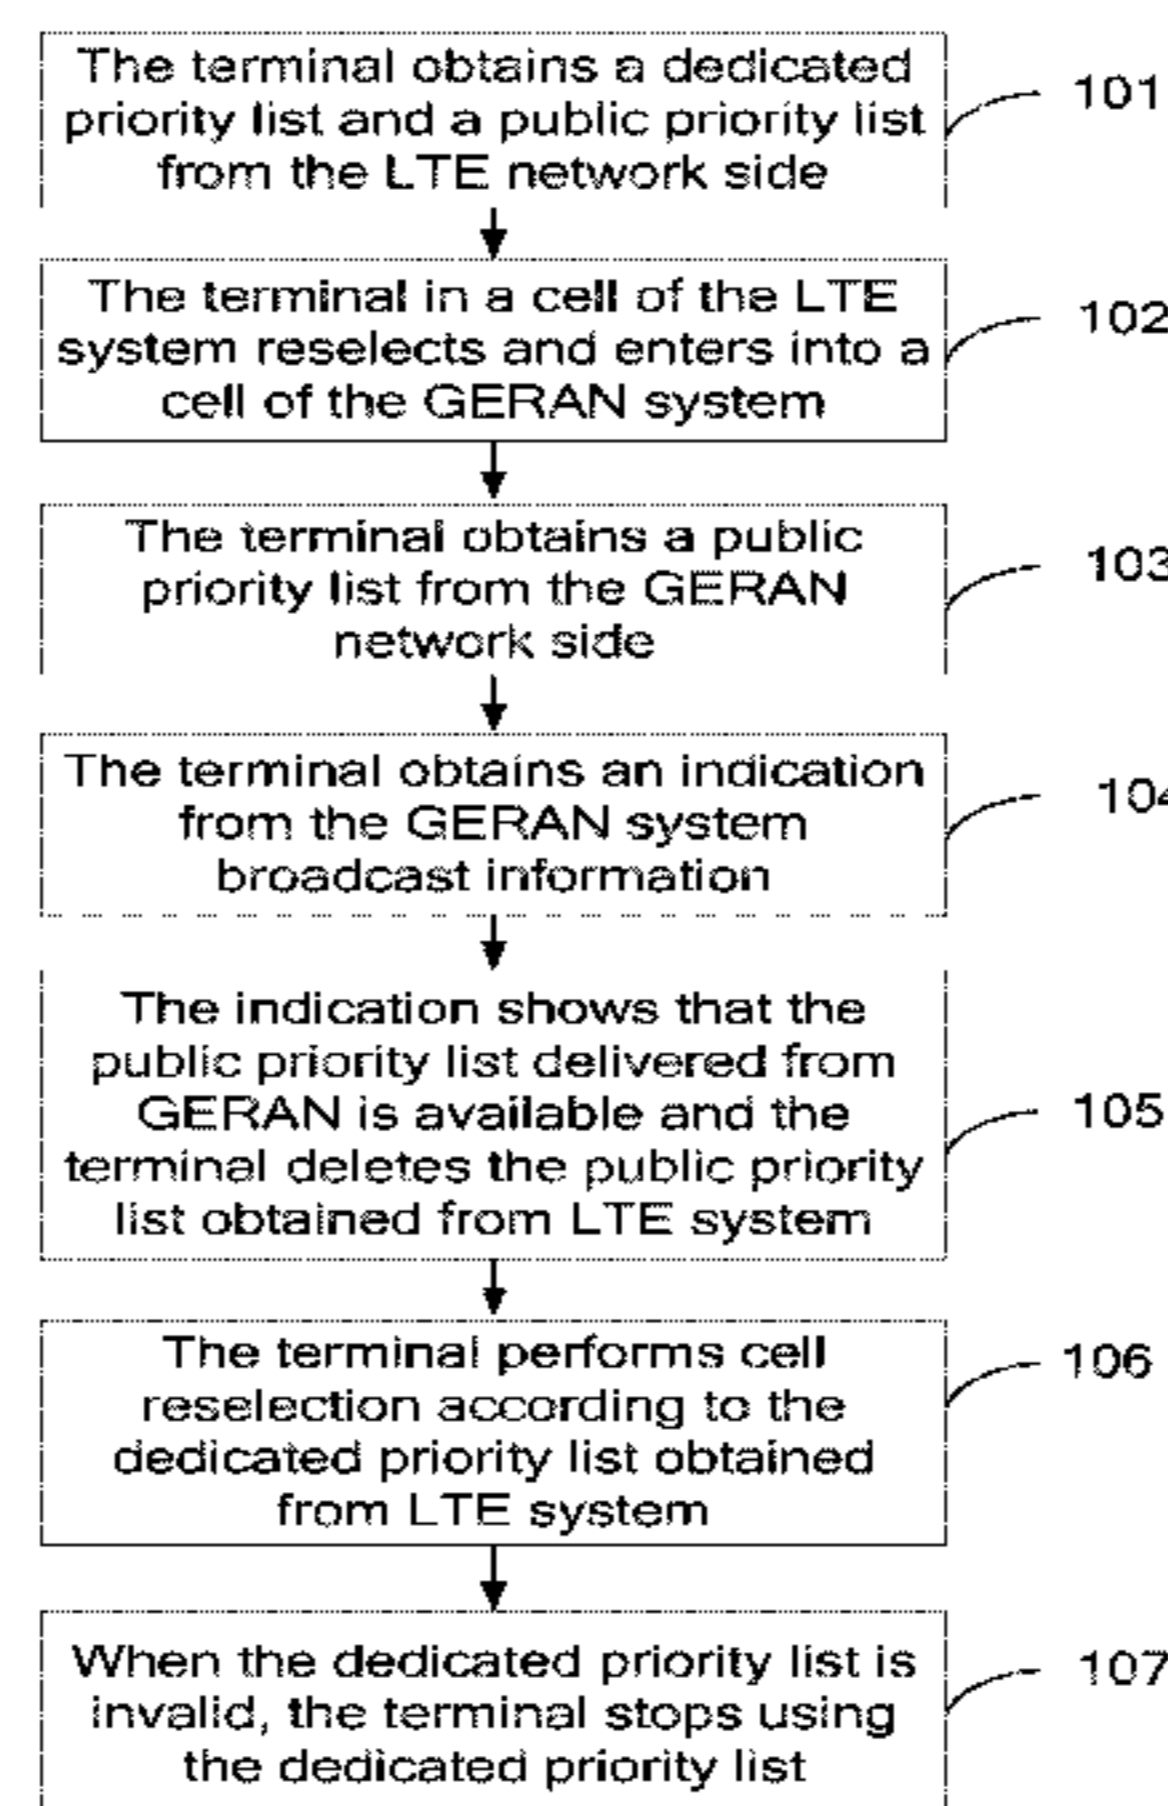 The terminal obtains a dedicated
priority list and a public priority list
from the LTE network side
101
The terminal in a cell of the LTE
system reselects and enters into a
cell of the GERAN system
102
The terminal obtains a public
priority list from the GERAN
network side
103
The terminal obtains an indication
from the GERAN system
broadcast information
104
The indication shows that the
public priority list delivered from
GERAN is available and the
terminal deletes the public priority
list obtained from LTE system
105
The terminal performs cell
reselection according to the
dedicated priority list obtained
from LTE system
106
When the dedicated priority list is
invalid, the terminal stops using
the dedicated priority list
107